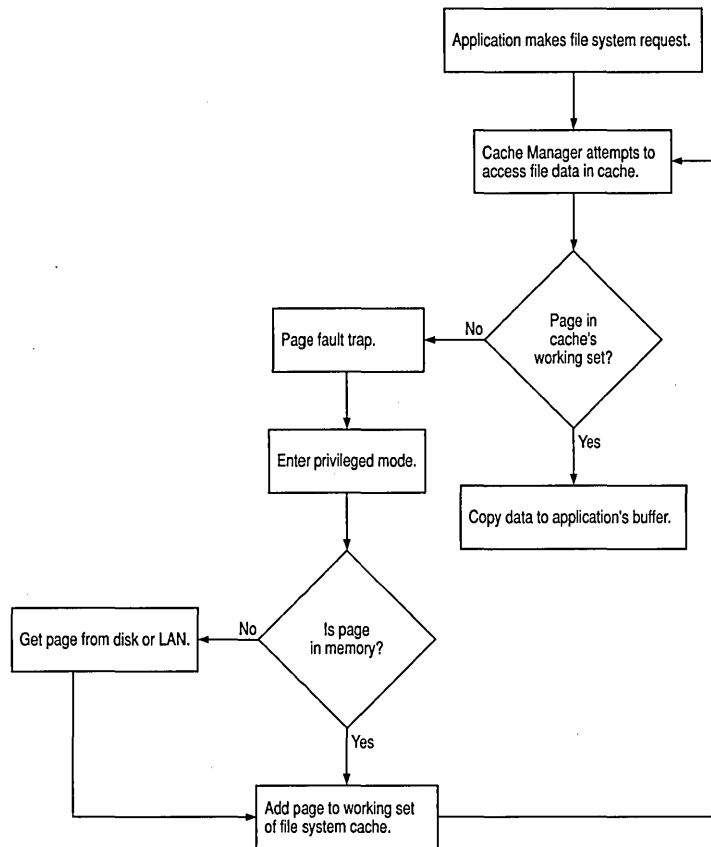 Application makes file system request.
Cache Manager attempts to
access file data in cache.
Page in
cache's
working set?
No
Page fault trap.
Yes
Enter privileged mode.
Copy data to application's buffer.
Is page
in memory?
No
Get page from disk or LAN.
Yes
Add page to working set
of file system cache.